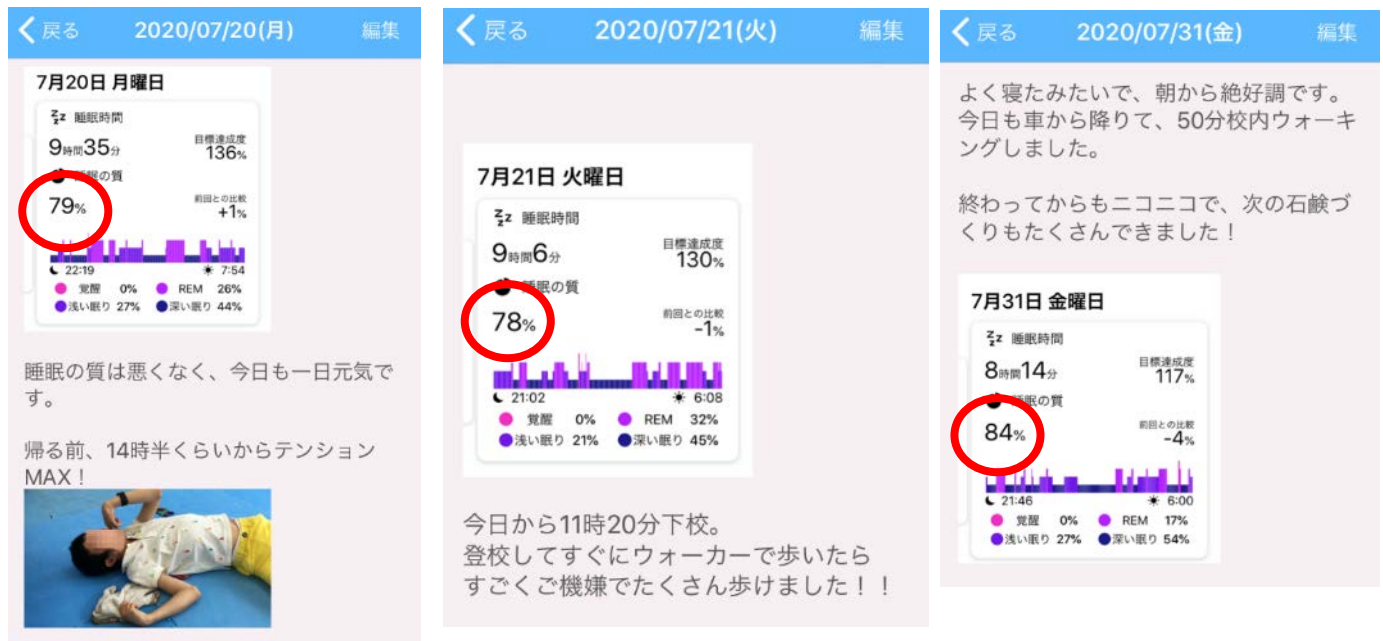 戻る 2020/07/20(月) 編集
7月20日 月曜日
睡眠時間
9時間35分
目標達成度
136%
睡眠の質
79%
前回との比較
+1%
22:19 7:54
覚醒 0% REM 26%
浅い眠り 27% 深い眠り 44%
睡眠の質は悪くなく、今日も一日元気で
す。
帰る前、14時半くらいからテンション
MAX！
戻る 2020/07/21(火) 編集
7月21日 火曜日
睡眠時間
9時間6分
目標達成度
130%
睡眠の質
78%
前回との比較
-1%
21:02 6:08
覚醒 0% REM 32%
浅い眠り 21% 深い眠り 45%
今日から11時20分下校。
登校してすぐにウォーカーで歩いたら
すごくご機嫌でたくさん歩けました！！
戻る 2020/07/31(金) 編集
よく寝たみたいで、朝から絶好調です。
今日も車から降りて、50分校内ウォーキ
ングしました。
終わってからもニコニコで、次の石鹸づ
くりもたくさんできました！
7月31日 金曜日
睡眠時間
8時間14分
目標達成度
117%
睡眠の質
84%
前回との比較
-4%
21:46 6:00
覚醒 0% REM 17%
浅い眠り 27% 深い眠り 54%